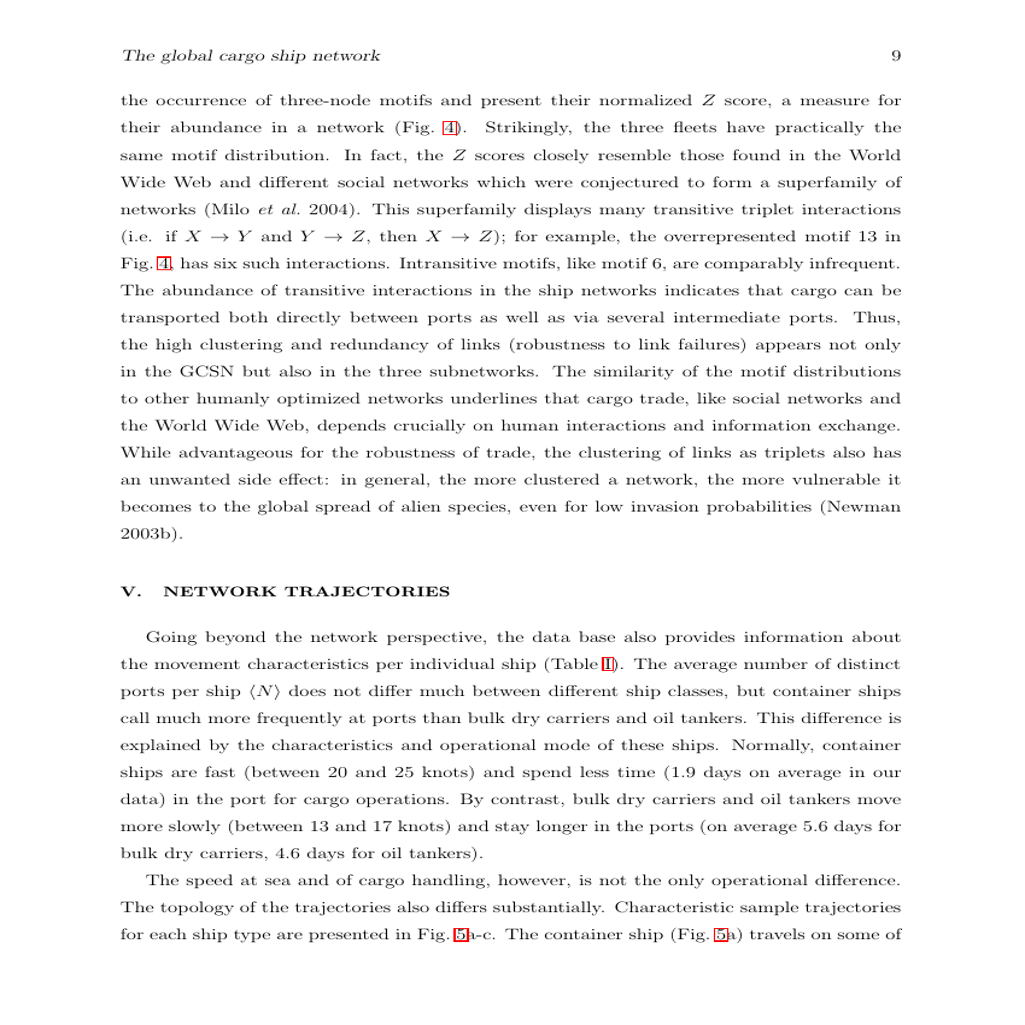 The global cargo ship network 9
the occurrence of three-node motifs and present their normalized Z score, a measure for
their abundance in a network (Fig. 4). Strikingly, the three fleets have practically the
same motif distribution. In fact, the Z scores closely resemble those found in the World
Wide Web and different social networks which were conjectured to form a superfamily of
networks (Milo et al. 2004). This superfamily displays many transitive triplet interactions
(i.e. if X → Y and Y → Z, then X → Z); for example, the overrepresented motif 13 in
Fig. 4, has six such interactions. Intransitive motifs, like motif 6, are comparably infrequent.
The abundance of transitive interactions in the ship networks indicates that cargo can be
transported both directly between ports as well as via several intermediate ports. Thus,
the high clustering and redundancy of links (robustness to link failures) appears not only
in the GCSN but also in the three subnetworks. The similarity of the motif distributions
to other humanly optimized networks underlines that cargo trade, like social networks and
the World Wide Web, depends crucially on human interactions and information exchange.
While advantageous for the robustness of trade, the clustering of links as triplets also has
an unwanted side effect: in general, the more clustered a network, the more vulnerable it
becomes to the global spread of alien species, even for low invasion probabilities (Newman
2003b).
V. NETWORK TRAJECTORIES
Going beyond the network perspective, the data base also provides information about
the movement characteristics per individual ship (Table I). The average number of distinct
ports per ship ⟨N⟩ does not differ much between different ship classes, but container ships
call much more frequently at ports than bulk dry carriers and oil tankers. This difference is
explained by the characteristics and operational mode of these ships. Normally, container
ships are fast (between 20 and 25 knots) and spend less time (1.9 days on average in our
data) in the port for cargo operations. By contrast, bulk dry carriers and oil tankers move
more slowly (between 13 and 17 knots) and stay longer in the ports (on average 5.6 days for
bulk dry carriers, 4.6 days for oil tankers).
The speed at sea and of cargo handling, however, is not the only operational difference.
The topology of the trajectories also differs substantially. Characteristic sample trajectories
for each ship type are presented in Fig. 5a-c. The container ship (Fig. 5a) travels on some of